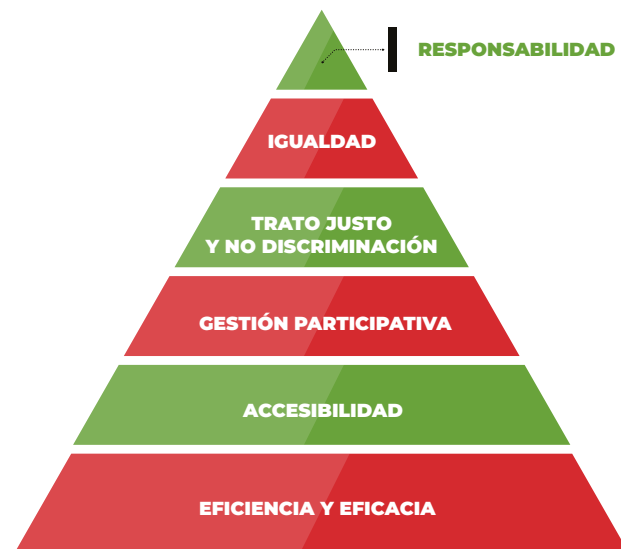 RESPONSABILIDAD
IGUALDAD
TRATO JUSTO
Y NO DISCRIMINACIÓN
GESTIÓN PARTICIPATIVA
ACCESIBILIDAD
EFICIENCIA Y EFICACIA